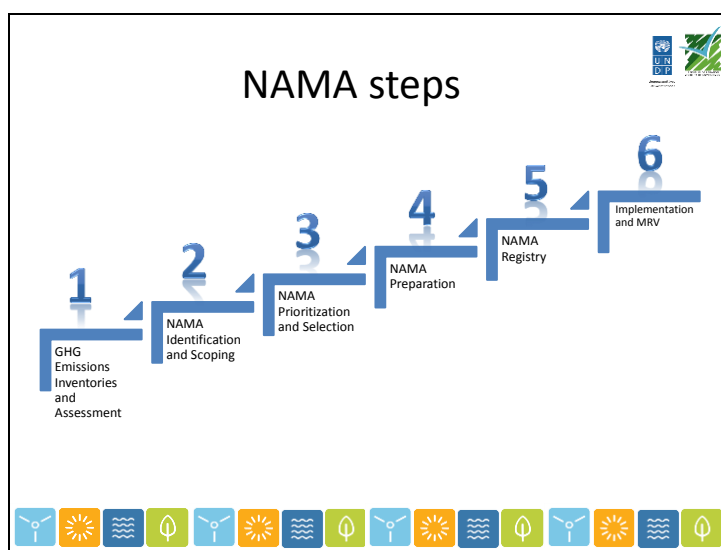 NAMA steps
U N
D P
1
GHG
Emissions
Inventories
and
Assessment
2
NAMA
Identification
and Scoping
3
NAMA
Prioritization
and Selection
4
NAMA
Preparation
5
NAMA
Registry
6
Implementation
and MRV